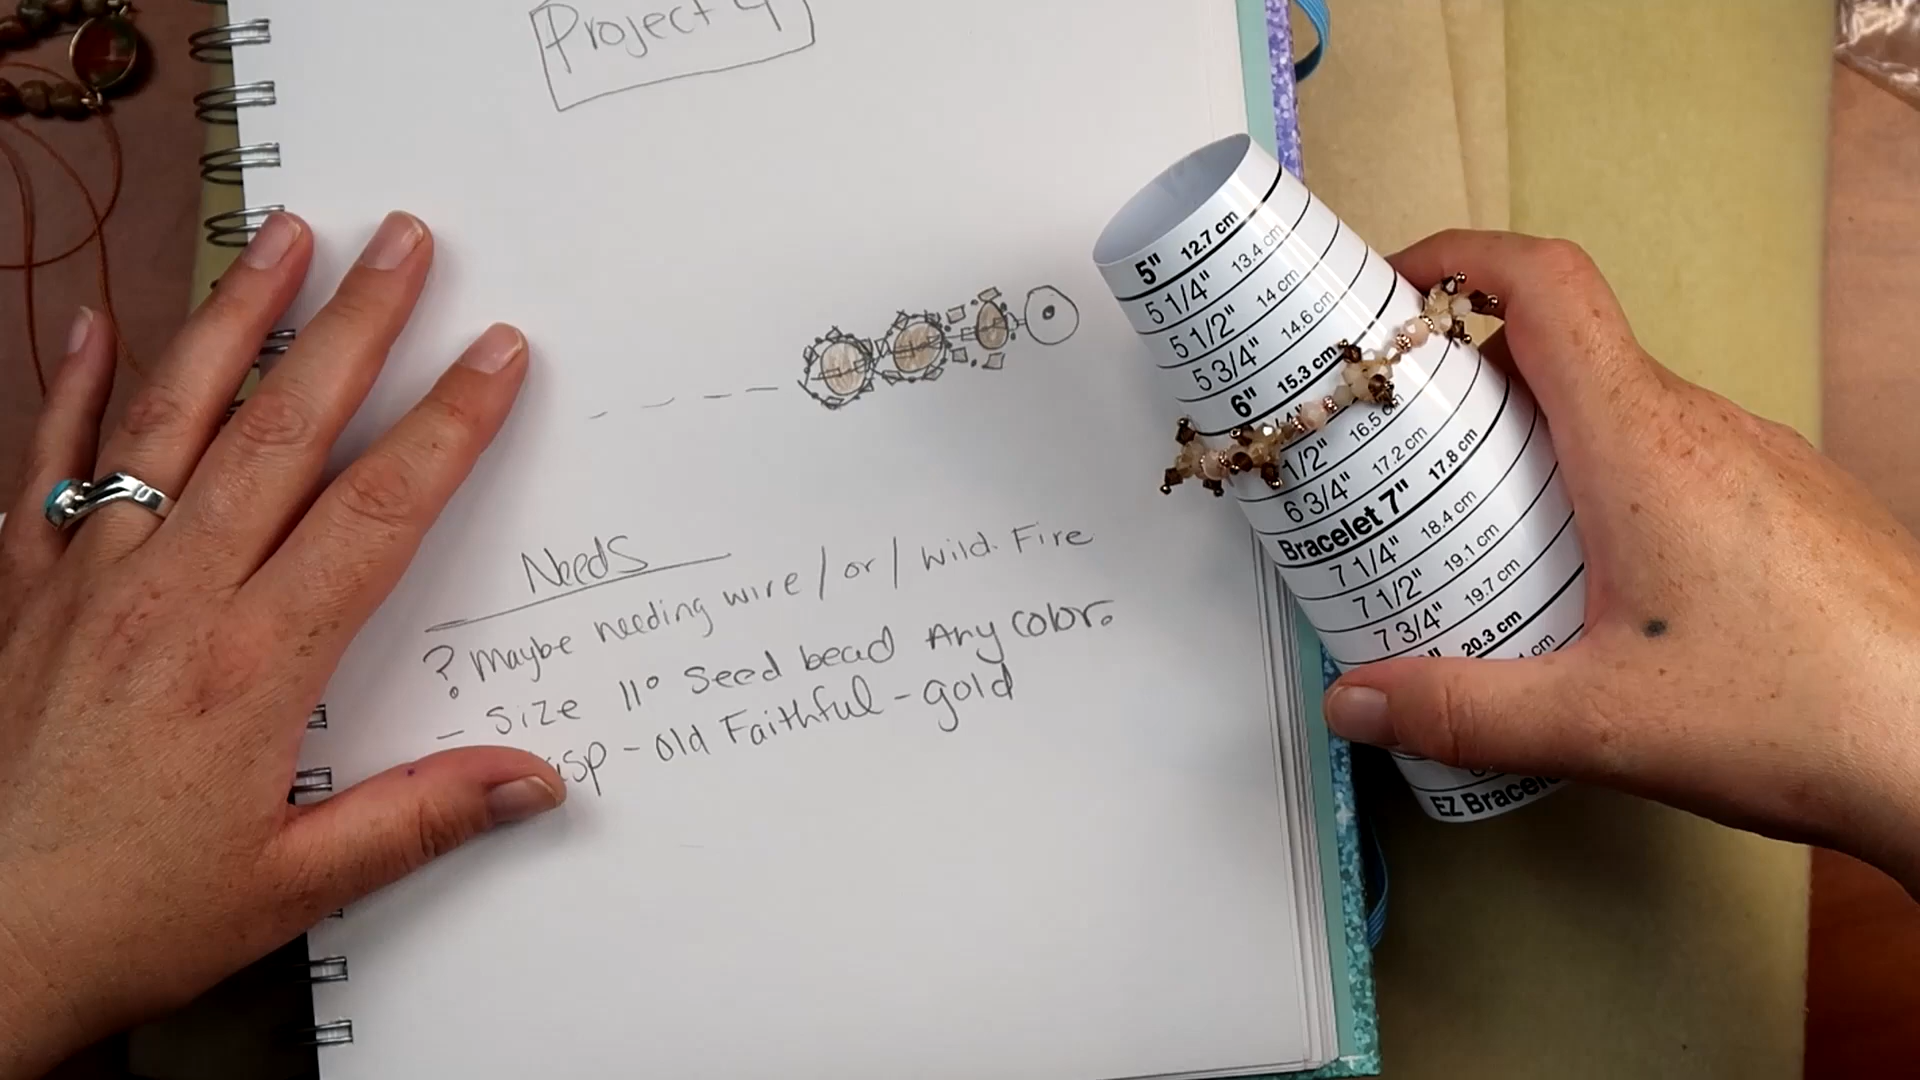 Project 4
Needs
? Maybe needing wire / or / Wild Fire
- Size 11° Seed bead Any color.
- old Faithful - gold
5" 12.7 cm
5 1/4" 13.4 cm
5 1/2" 14 cm
5 3/4" 14.6 cm
6" 15.3 cm
1/2" 16.5 cm
6 3/4" 17.2 cm
Bracelet 7" 17.8 cm
7 1/4" 18.4 cm
7 1/2" 19.1 cm
7 3/4" 19.7 cm
20.3 cm
EZ